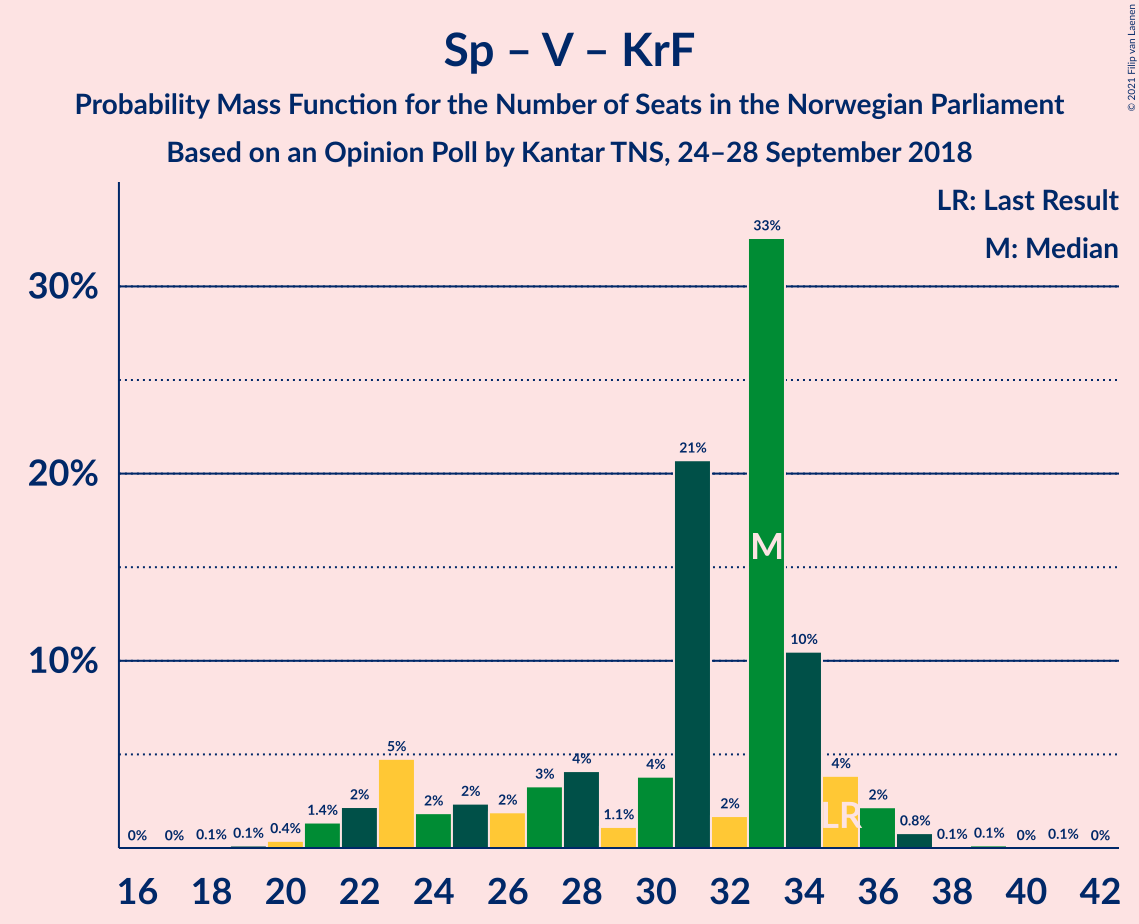 © 2021 Filip van Laenen
Sp – V – KrF
Probability Mass Function for the Number of Seats in the Norwegian Parliament
Based on an Opinion Poll by Kantar TNS, 24–28 September 2018
LR: Last Result
M: Median
30%
20%
10%
0% 0% 0.1% 0.1% 0.4% 1.4% 2% 5% 2% 2% 2% 3% 4% 1.1% 4% 21% 2% 33% 10% 4% 2% 0.8% 0.1% 0.1% 0% 0.1% 0%
M
LR
16 18 20 22 24 26 28 30 32 34 36 38 40 42